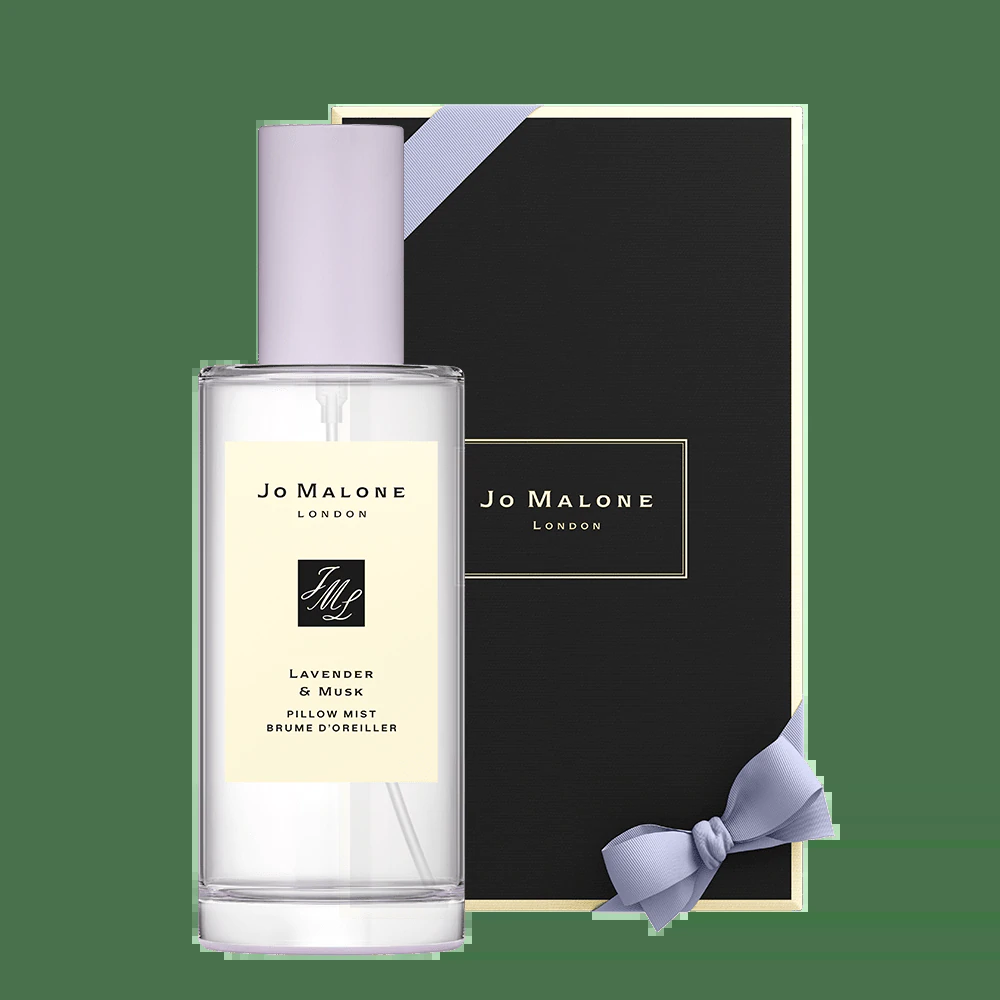 JO MALONE
LONDON
JML
LAVENDER
& MUSK
PILLOW MIST
BRUME D'OREILLER
JO MALONE
LONDON